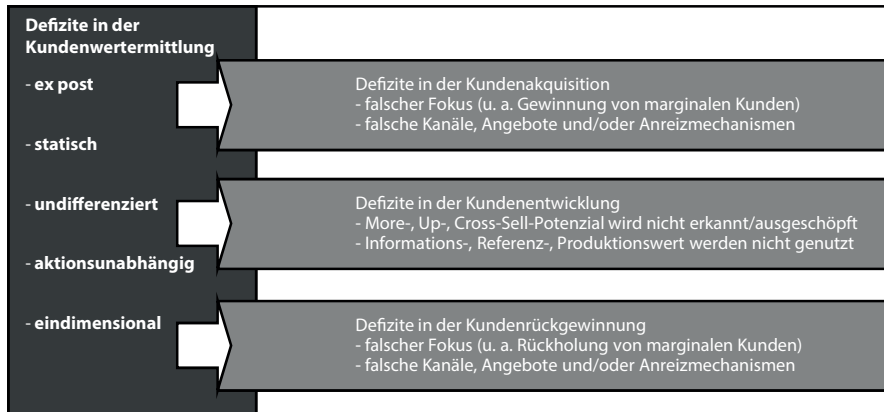 Defizite in der
Kundenwertermittlung
- ex post
- statisch
- undifferenziert
- aktionsunabhängig
- eindimensional
Defizite in der Kundenakquisition
- falscher Fokus (u. a. Gewinnung von marginalen Kunden)
- falsche Kanäle, Angebote und/oder Anreizmechanismen
Defizite in der Kundenentwicklung
- More-, Up-, Cross-Sell-Potenzial wird nicht erkannt/ausgeschöpft
- Informations-, Referenz-, Produktionswert werden nicht genutzt
Defizite in der Kundenrückgewinnung
- falscher Fokus (u. a. Rückholung von marginalen Kunden)
- falsche Kanäle, Angebote und/oder Anreizmechanismen